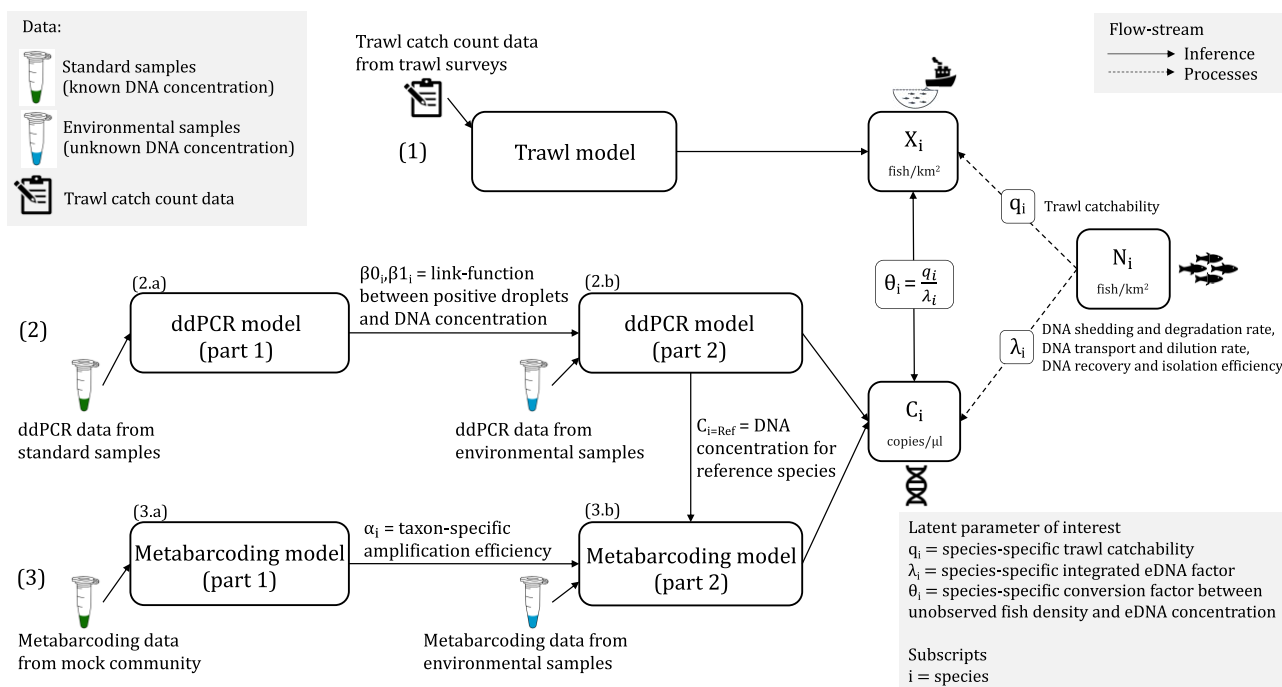 Data:
Standard samples
(known DNA concentration)
Environmental samples
(unknown DNA concentration)
Trawl catch count data
Trawl catch count data
from trawl surveys
Flow-stream
Inference
Processes
(1)
Trawl model
Xᵢ
fish/km²
qᵢ
Trawl catchability
Nᵢ
fish/km²
θᵢ = qᵢ/λᵢ
λᵢ
DNA shedding and degradation rate,
DNA transport and dilution rate,
DNA recovery and isolation efficiency
Cᵢ
copies/μl
(2)
(2.a)
ddPCR model
(part 1)
β0ᵢ,β1ᵢ = link-function
between positive droplets
and DNA concentration
(2.b)
ddPCR model
(part 2)
ddPCR data from
standard samples
ddPCR data from
environmental samples
Cᵢ₌Ref = DNA
concentration for
reference species
(3)
(3.a)
Metabarcoding model
(part 1)
αᵢ = taxon-specific
amplification efficiency
(3.b)
Metabarcoding model
(part 2)
Metabarcoding data
from mock community
Metabarcoding data from
environmental samples
Latent parameter of interest
qᵢ = species-specific trawl catchability
λᵢ = species-specific integrated eDNA factor
θᵢ = species-specific conversion factor between
unobserved fish density and eDNA concentration
Subscripts
i = species